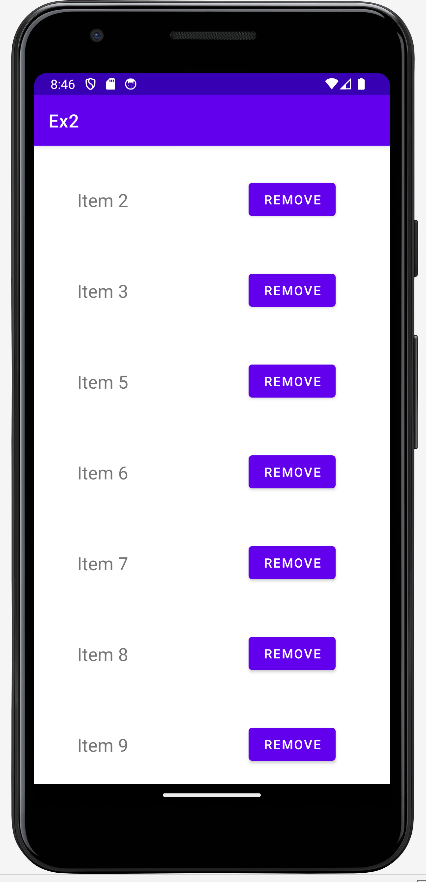 8:46
Ex2
Item 2 REMOVE
Item 3 REMOVE
Item 5 REMOVE
Item 6 REMOVE
Item 7 REMOVE
Item 8 REMOVE
Item 9 REMOVE